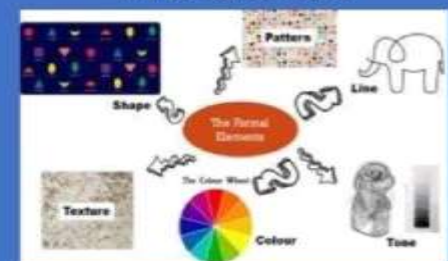 Pattern
Line
Shape
The Formal
Elements
The Colour Wheel
Texture
Colour
Tone